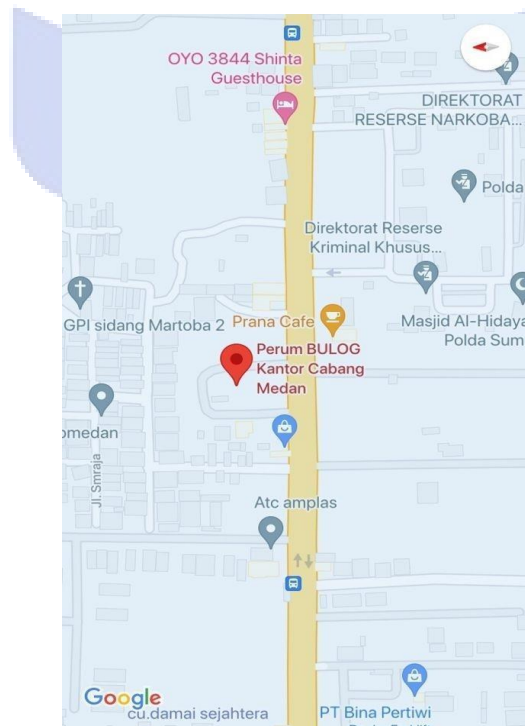 OYO 3844 Shinta
Guesthouse
DIREKTORAT
RESERSE NARKOBA...
Polda
Direktorat Reserse
Kriminal Khusus...
GPI sidang Martoba 2
Prana Cafe
Masjid Al-Hidaya
Polda Sum
Perum BULOG
Kantor Cabang
Medan
omedan
Jl. Smraja
Atc amplas
Google
cu.damai sejahtera
PT Bina Pertiwi